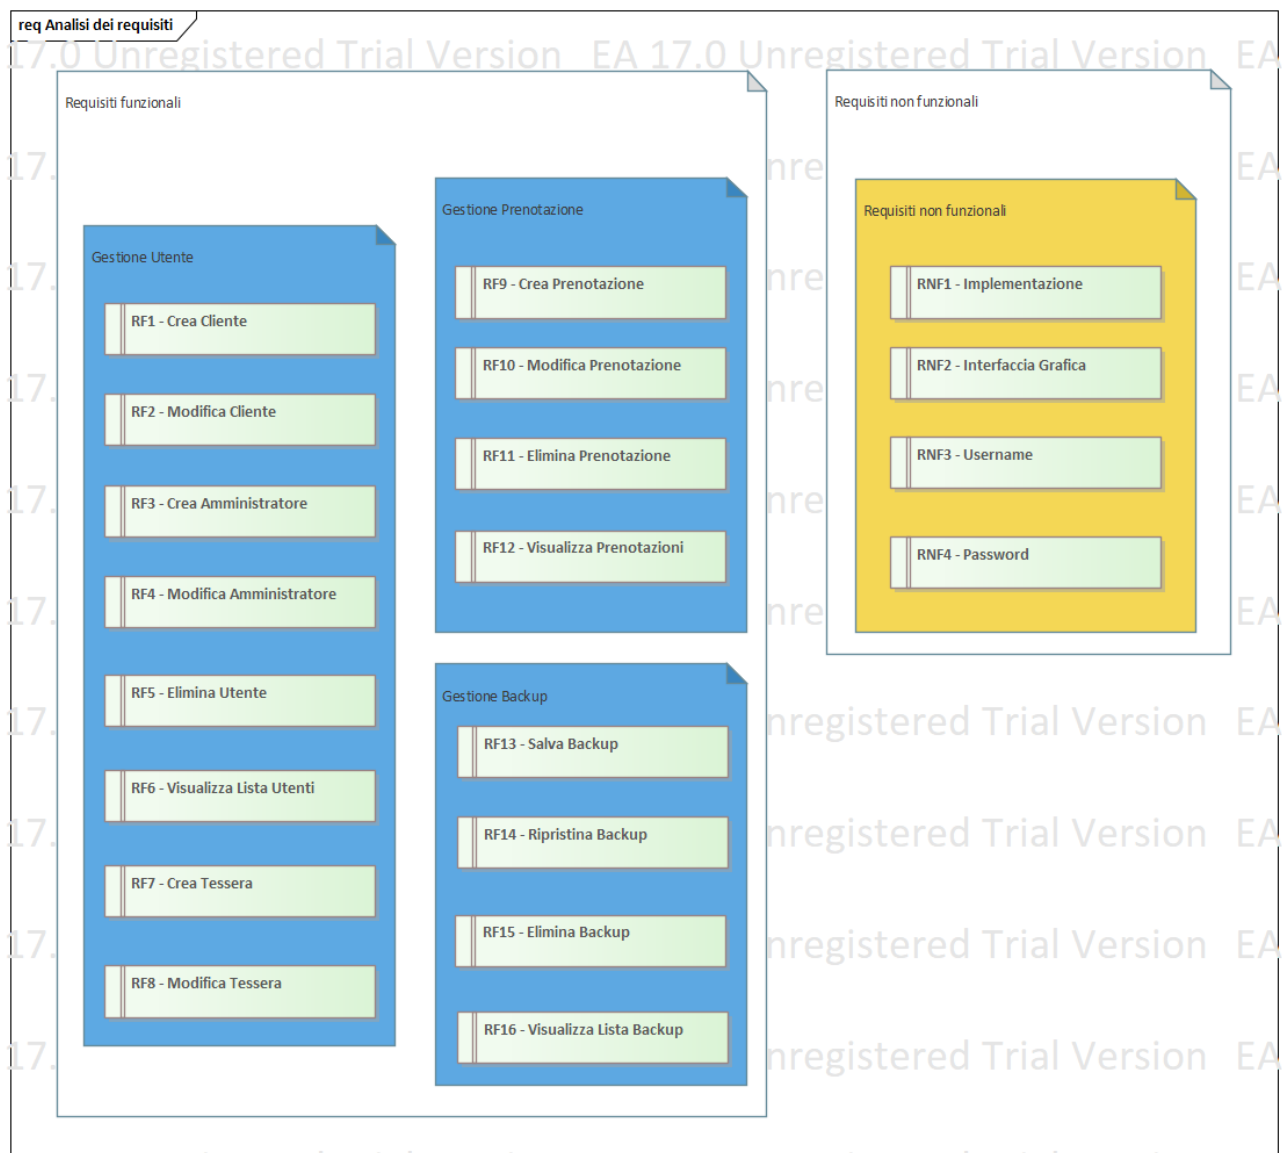 req Analisi dei requisiti
17.0 Unregistered Trial Version EA 17.0 Unregistered Trial Version EA
Requisiti funzionali
Gestione Utente
RF1 - Crea Cliente
RF2 - Modifica Cliente
RF3 - Crea Amministratore
RF4 - Modifica Amministratore
RF5 - Elimina Utente
RF6 - Visualizza Lista Utenti
RF7 - Crea Tessera
RF8 - Modifica Tessera
Gestione Prenotazione
RF9 - Crea Prenotazione
RF10 - Modifica Prenotazione
RF11 - Elimina Prenotazione
RF12 - Visualizza Prenotazioni
Gestione Backup
RF13 - Salva Backup
RF14 - Ripristina Backup
RF15 - Elimina Backup
RF16 - Visualizza Lista Backup
Requisiti non funzionali
Requisiti non funzionali
RNF1 - Implementazione
RNF2 - Interfaccia Grafica
RNF3 - Username
RNF4 - Password